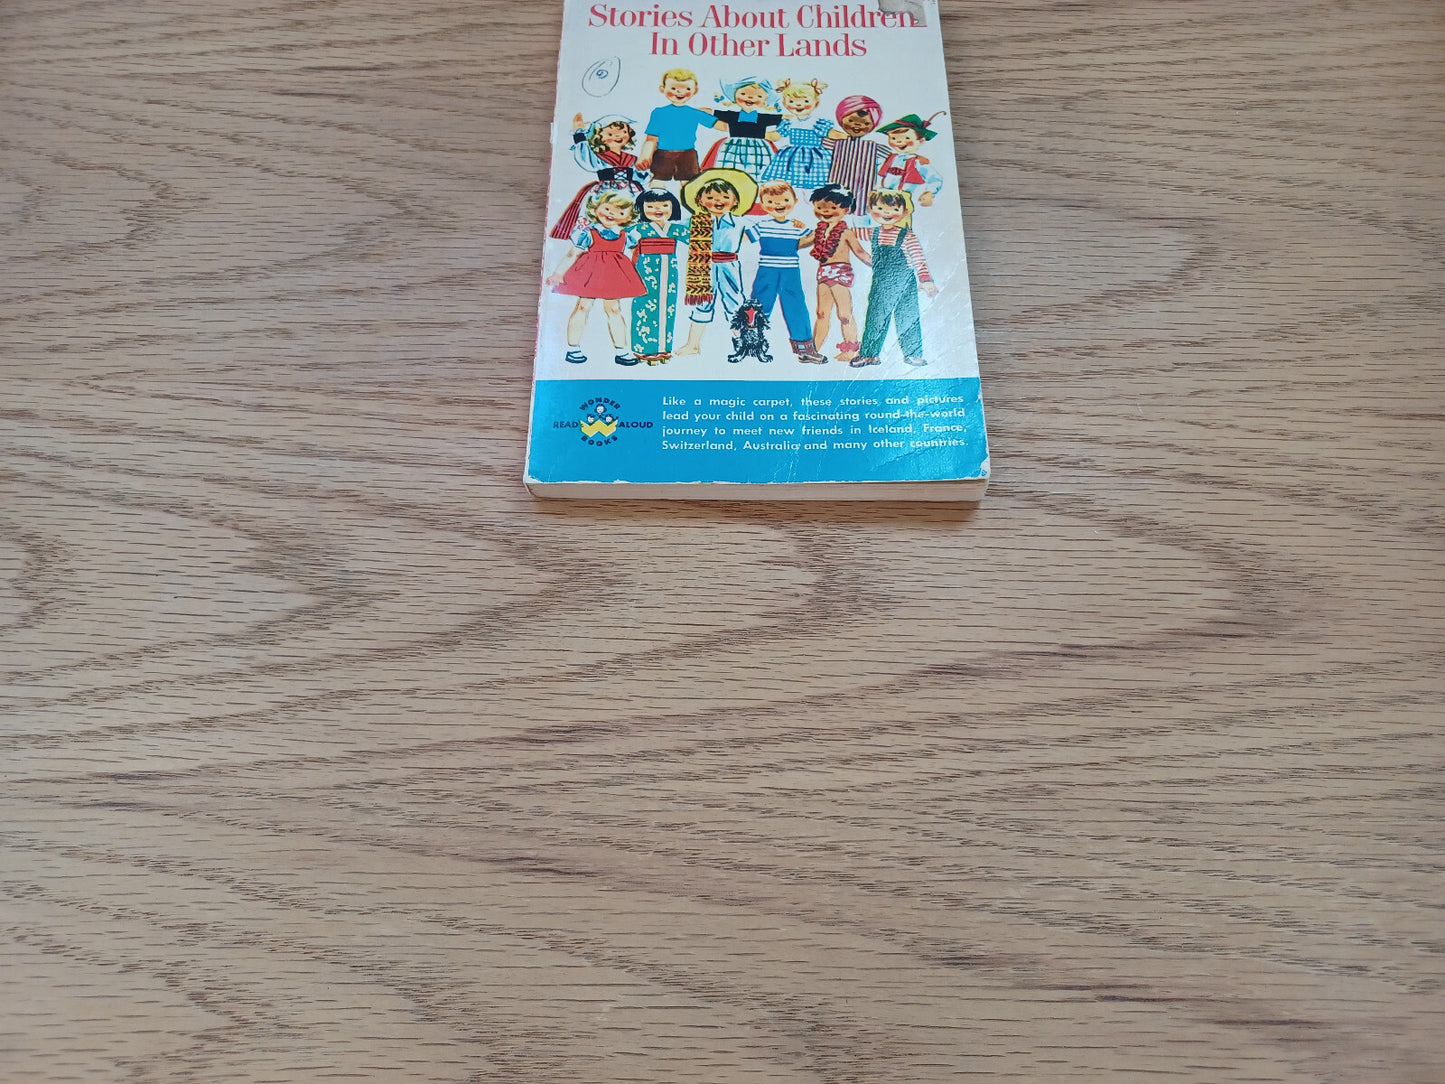 Stories About Children
In Other Lands
WONDER
READ ALOUD
BOOKS
Like a magic carpet, these stories and pictures
lead your child on a fascinating round-the-world
journey to meet new friends in Iceland, France,
Switzerland, Australia and many other countries.